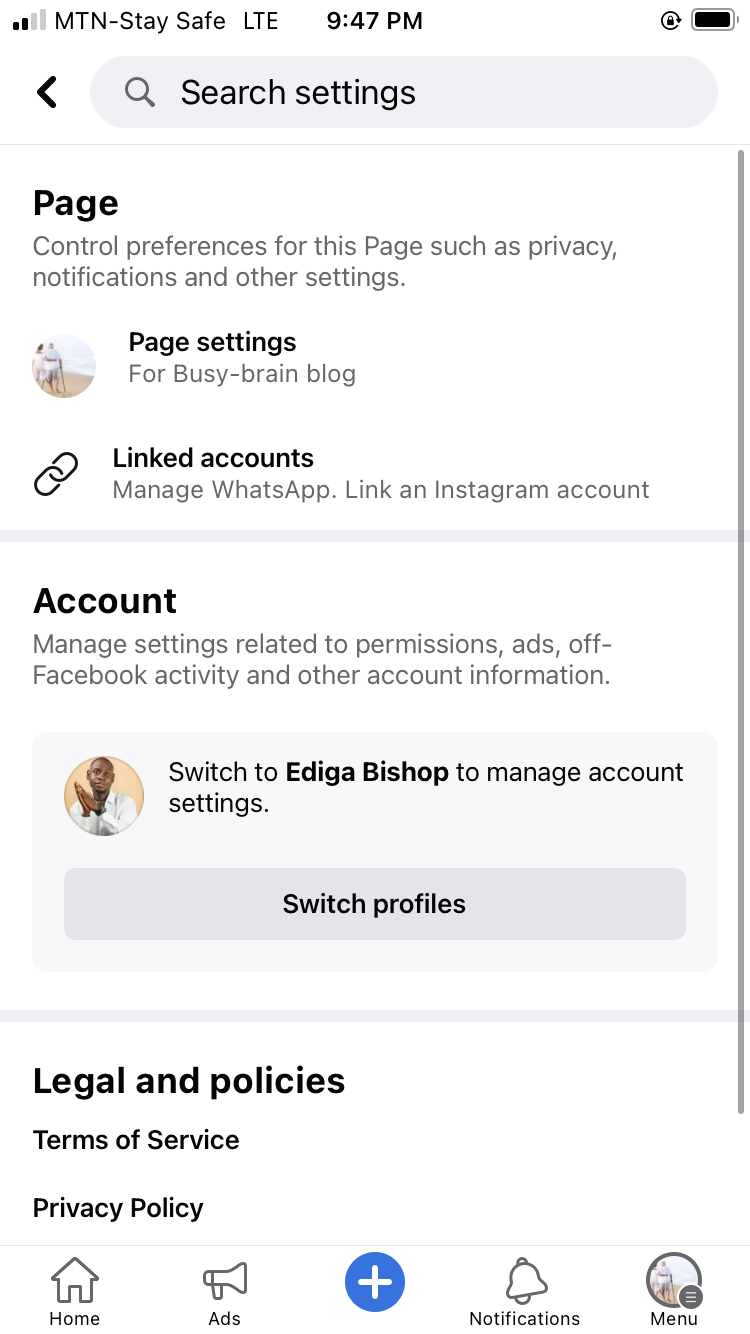 MTN-Stay Safe LTE 9:47 PM
Search settings
Page
Control preferences for this Page such as privacy,
notifications and other settings.
Page settings
For Busy-brain blog
Linked accounts
Manage WhatsApp. Link an Instagram account
Account
Manage settings related to permissions, ads, off-
Facebook activity and other account information.
Switch to Ediga Bishop to manage account
settings.
Switch profiles
Legal and policies
Terms of Service
Privacy Policy
Home Ads Notifications Menu